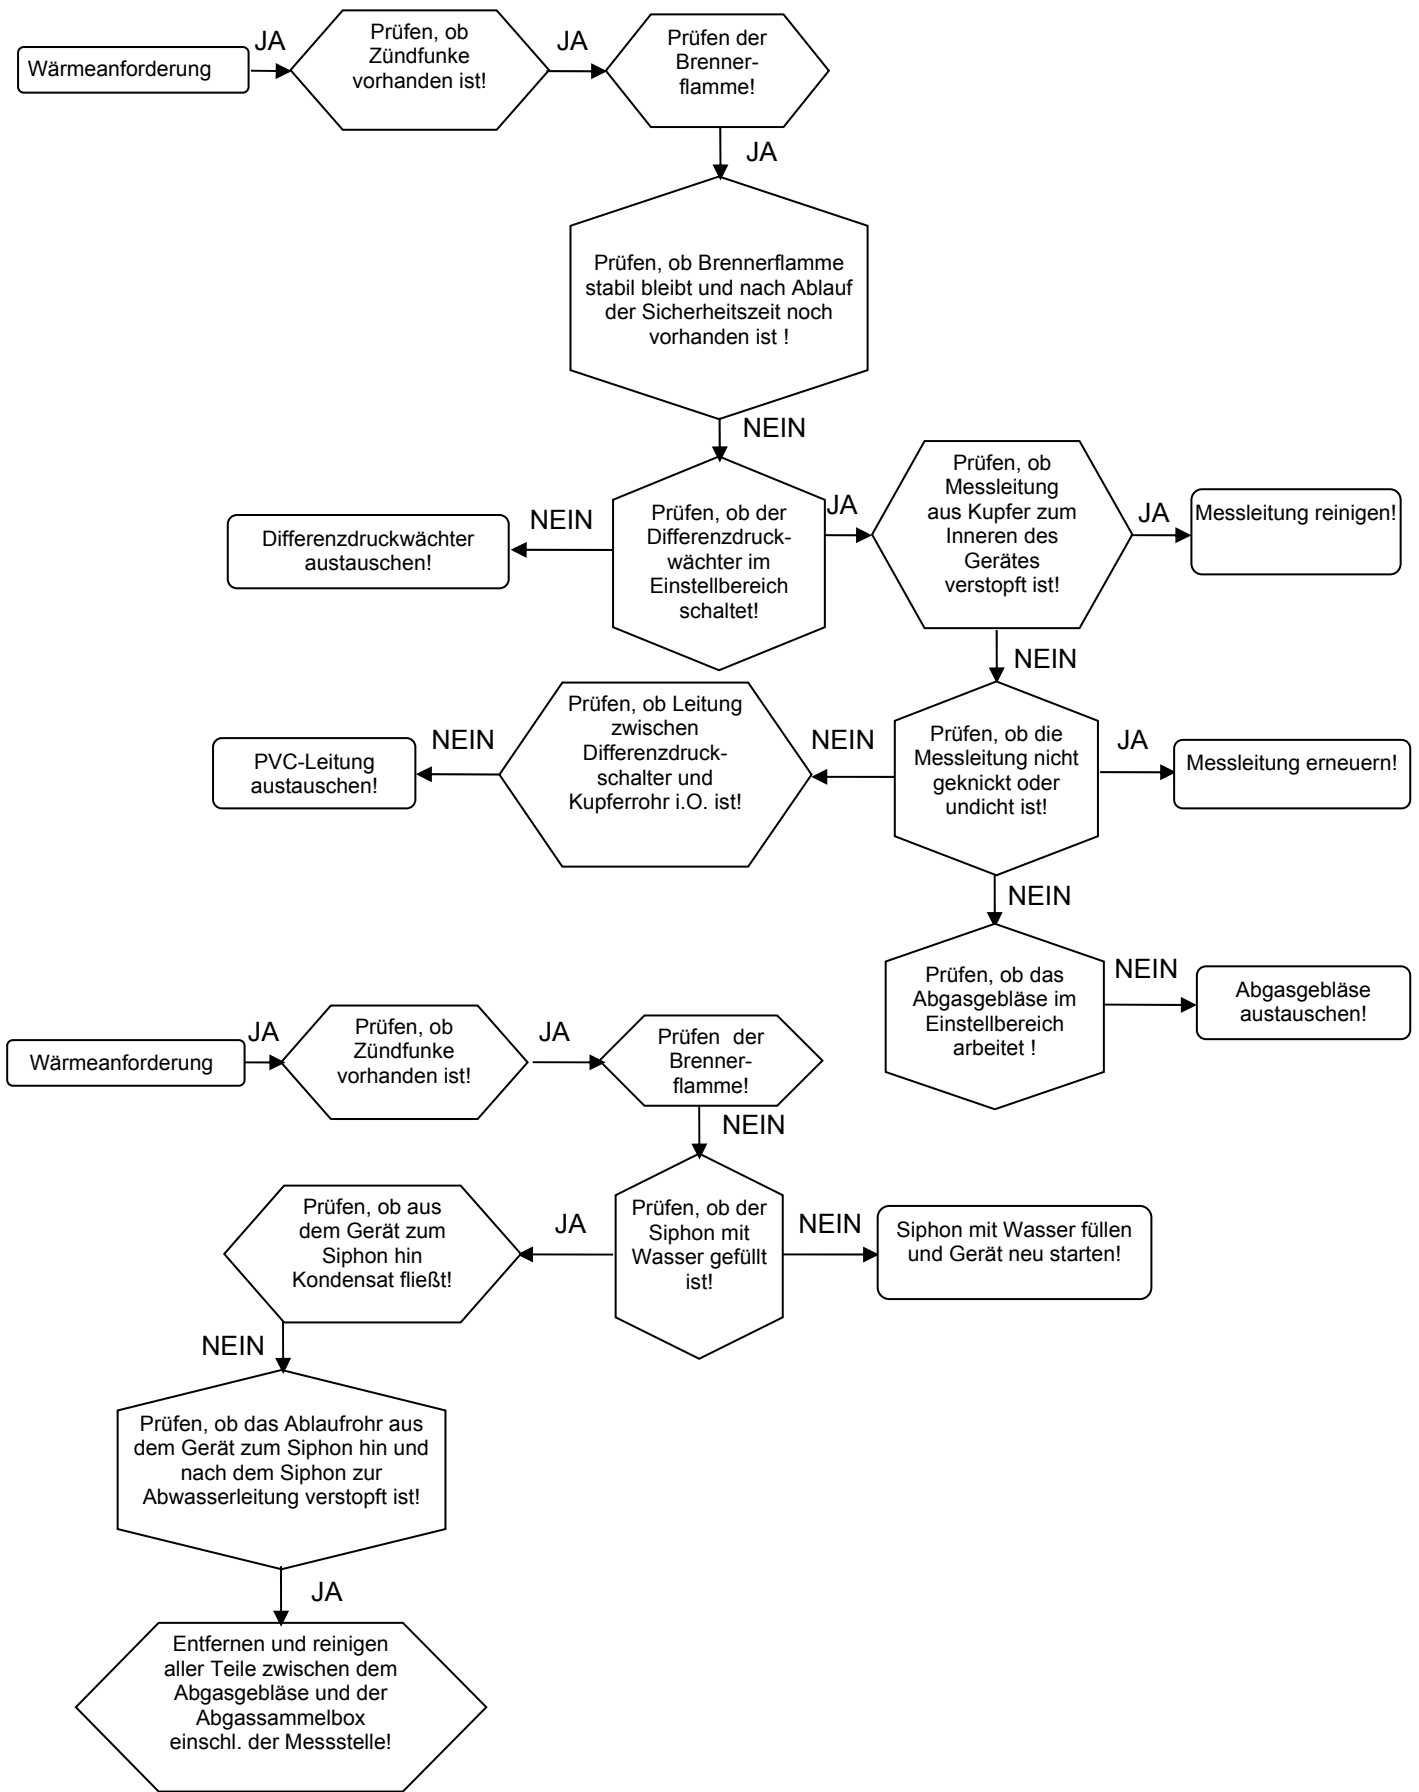 Wärmeanforderung
JA
Prüfen, ob
Zündfunke
vorhanden ist!
JA
Prüfen der
Brenner-
flamme!
JA
Prüfen, ob Brennerflamme
stabil bleibt und nach Ablauf
der Sicherheitszeit noch
vorhanden ist !
NEIN
Prüfen, ob der
Differenzdruck-
wächter im
Einstellbereich
schaltet!
NEIN
Differenzdruckwächter
austauschen!
JA
Prüfen, ob
Messleitung
aus Kupfer zum
Inneren des
Gerätes
verstopft ist!
JA
Messleitung reinigen!
NEIN
Prüfen, ob die
Messleitung nicht
geknickt oder
undicht ist!
JA
Messleitung erneuern!
NEIN
Prüfen, ob Leitung
zwischen
Differenzdruck-
schalter und
Kupferrohr i.O. ist!
NEIN
PVC-Leitung
austauschen!
NEIN
Prüfen, ob das
Abgasgebläse im
Einstellbereich
arbeitet !
NEIN
Abgasgebläse
austauschen!
Wärmeanforderung
JA
Prüfen, ob
Zündfunke
vorhanden ist!
JA
Prüfen der
Brenner-
flamme!
NEIN
Prüfen, ob der
Siphon mit
Wasser gefüllt
ist!
NEIN
Siphon mit Wasser füllen
und Gerät neu starten!
JA
Prüfen, ob aus
dem Gerät zum
Siphon hin
Kondensat fließt!
NEIN
Prüfen, ob das Ablaufrohr aus
dem Gerät zum Siphon hin und
nach dem Siphon zur
Abwasserleitung verstopft ist!
JA
Entfernen und reinigen
aller Teile zwischen dem
Abgasgebläse und der
Abgassammelbox
einschl. der Messstelle!